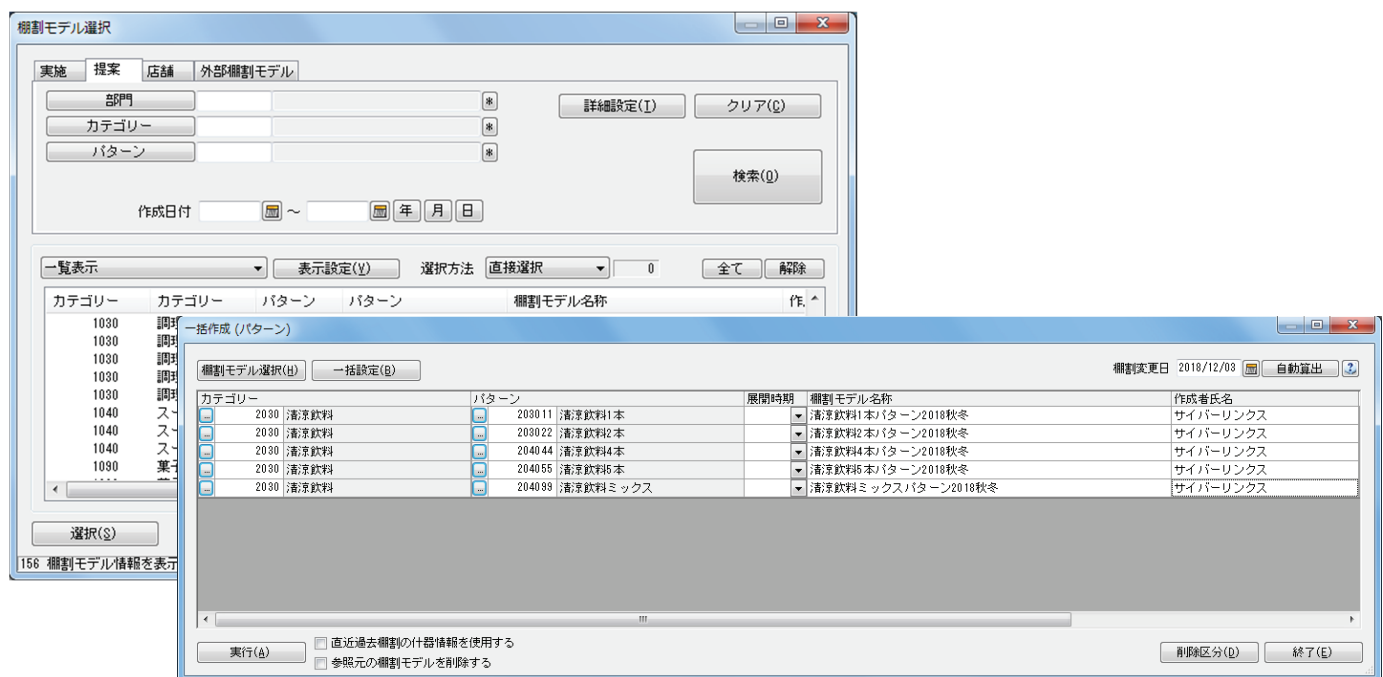 棚割モデル選択
実施 提案 店舗 外部棚割モデル
部門 * 詳細設定(T) クリア(C)
カテゴリー *
パターン *
検索(Q)
作成日付 ～ 年 月 日
一覧表示 表示設定(V) 選択方法 直接選択 0 全て 解除
カテゴリー カテゴリー パターン パターン 棚割モデル名称 作.
1030
1030
1030
1030
1030
1040
1040
1040
1090
選択(S)
156 棚割モデル情報を表示
一括作成 (パターン)
棚割モデル選択(H) 一括設定(B) 棚割変更日 2018/12/03 自動算出 ?
カテゴリー パターン 展開時期 棚割モデル名称 作成者氏名
... 2030 清涼飲料 ... 203011 清涼飲料1本 清涼飲料1本パターン2018秋冬 サイバーリンクス
... 2030 清涼飲料 ... 203022 清涼飲料2本 清涼飲料2本パターン2018秋冬 サイバーリンクス
... 2030 清涼飲料 ... 204044 清涼飲料4本 清涼飲料4本パターン2018秋冬 サイバーリンクス
... 2030 清涼飲料 ... 204055 清涼飲料5本 清涼飲料5本パターン2018秋冬 サイバーリンクス
... 2030 清涼飲料 ... 204099 清涼飲料ミックス 清涼飲料ミックスパターン2018秋冬 サイバーリンクス
実行(A) 直近過去棚割の什器情報を使用する 削除区分(D) 終了(E)
参照元の棚割モデルを削除する